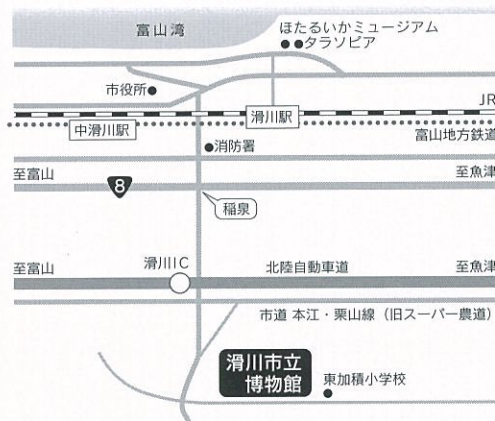 富山湾
ほたるいかミュージアム
タラソピア
市役所
JR
滑川駅
中滑川駅
富山地方鉄道
消防署
至富山
至魚津
8
稲泉
滑川IC
至富山
北陸自動車道
至魚津
市道 本江・栗山線（旧スーパー農道）
滑川市立
博物館
東加積小学校